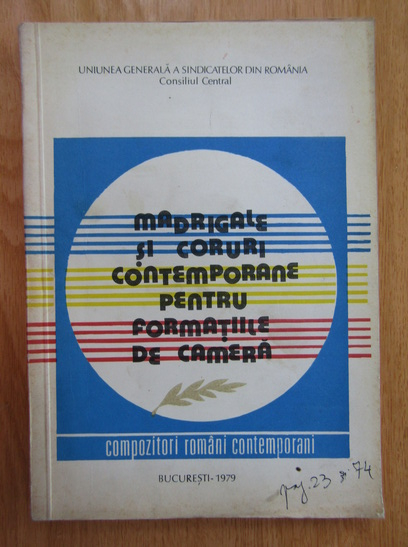 UNIUNEA GENERALĂ A SINDICATELOR DIN ROMÂNIA
Consiliul Central
MADRIGALE
ȘI CORURI
CONTEMPORANE
PENTRU
FORMAȚIILE
DE CAMERĂ
compozitori români contemporani
BUCUREȘTI-1979
paj. 23 și 74